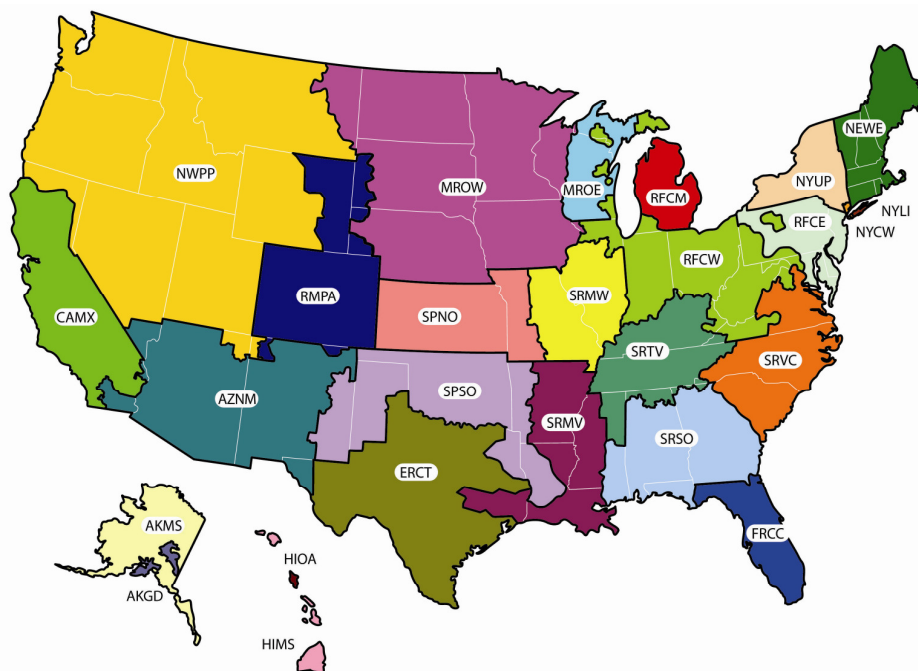 NEWE
NWPP
NYUP
MROW
MROE
RFCM
NYLI
RFCE
NYCW
RFCW
RMPA
SRMW
CAMX
SPNO
SRTV
SRVC
AZNM
SPSO
SRMV
SRSO
ERCT
AKMS
FRCC
HIOA
AKGD
HIMS